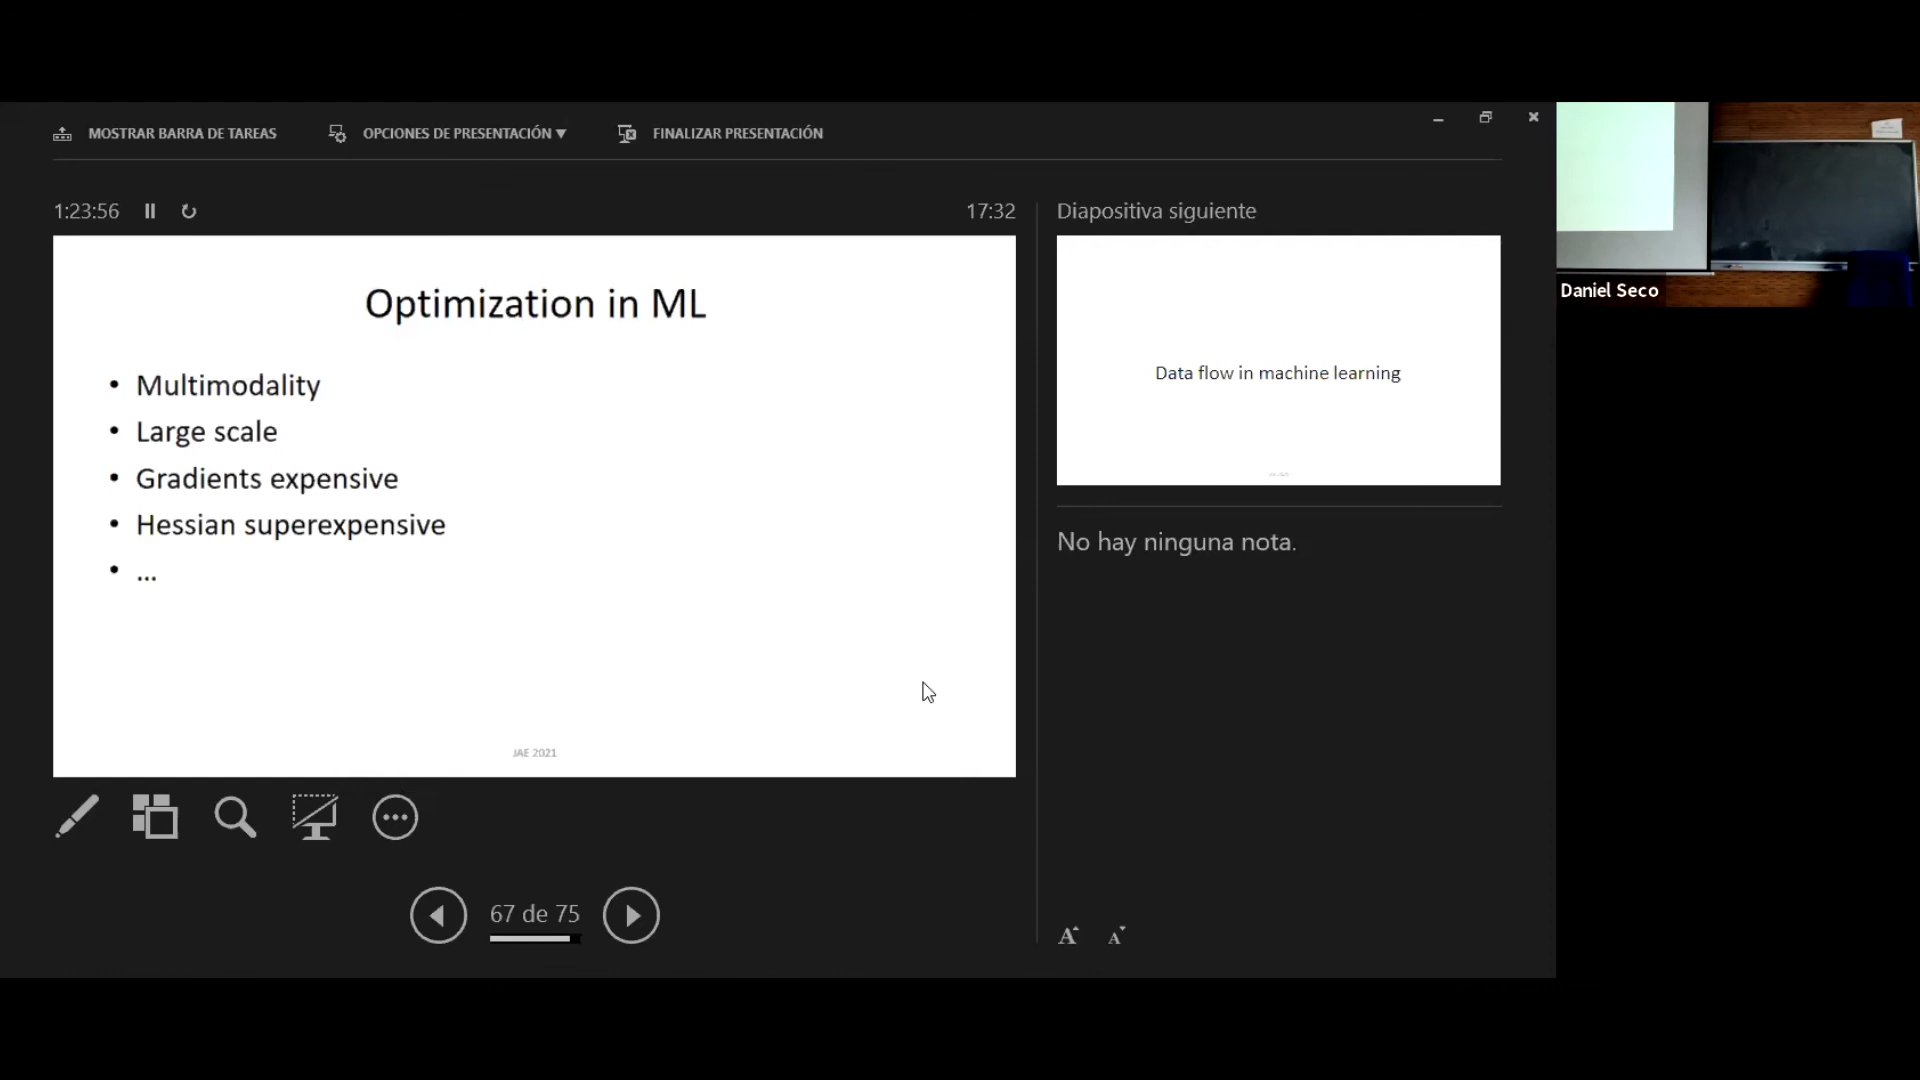 MOSTRAR BARRA DE TAREAS
OPCIONES DE PRESENTACIÓN
FINALIZAR PRESENTACIÓN
1:23:56
17:32
Diapositiva siguiente
Optimization in ML
• Multimodality
• Large scale
• Gradients expensive
• Hessian superexpensive
• ...
JAE 2021
Data flow in machine learning
No hay ninguna nota.
67 de 75
A A
Daniel Seco